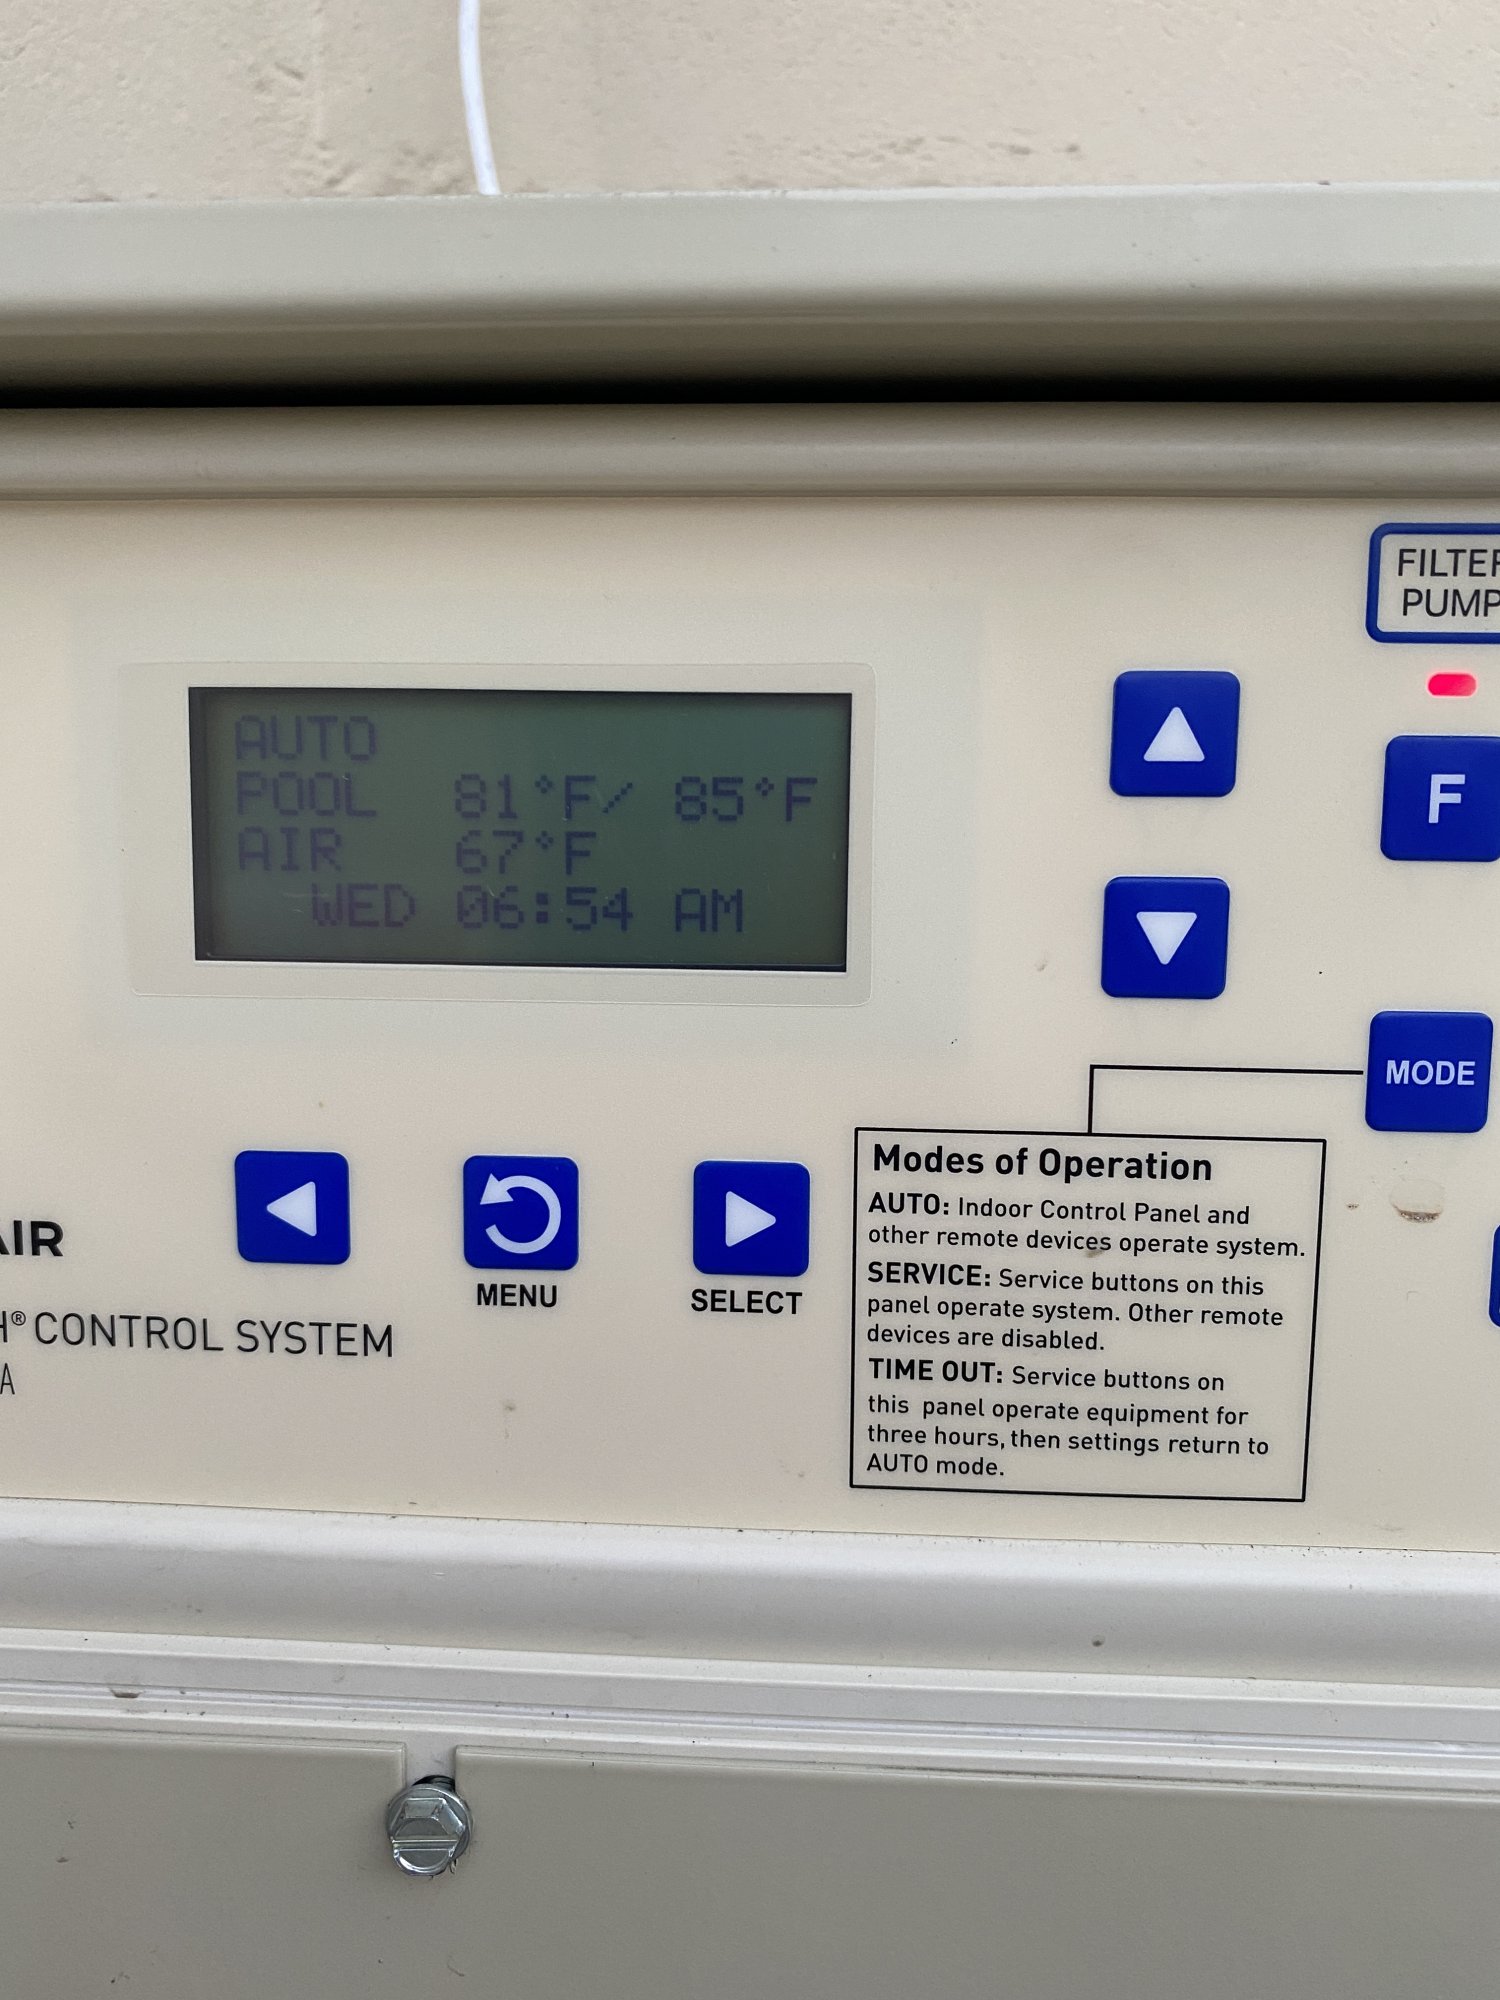 FILTER
PUMP
AUTO
POOL 81°F/ 85°F
AIR 67°F
WED 06:54 AM
F
MODE
MENU
SELECT
AIR
H® CONTROL SYSTEM
A
Modes of Operation
AUTO: Indoor Control Panel and
other remote devices operate system.
SERVICE: Service buttons on this
panel operate system. Other remote
devices are disabled.
TIME OUT: Service buttons on
this panel operate equipment for
three hours, then settings return to
AUTO mode.